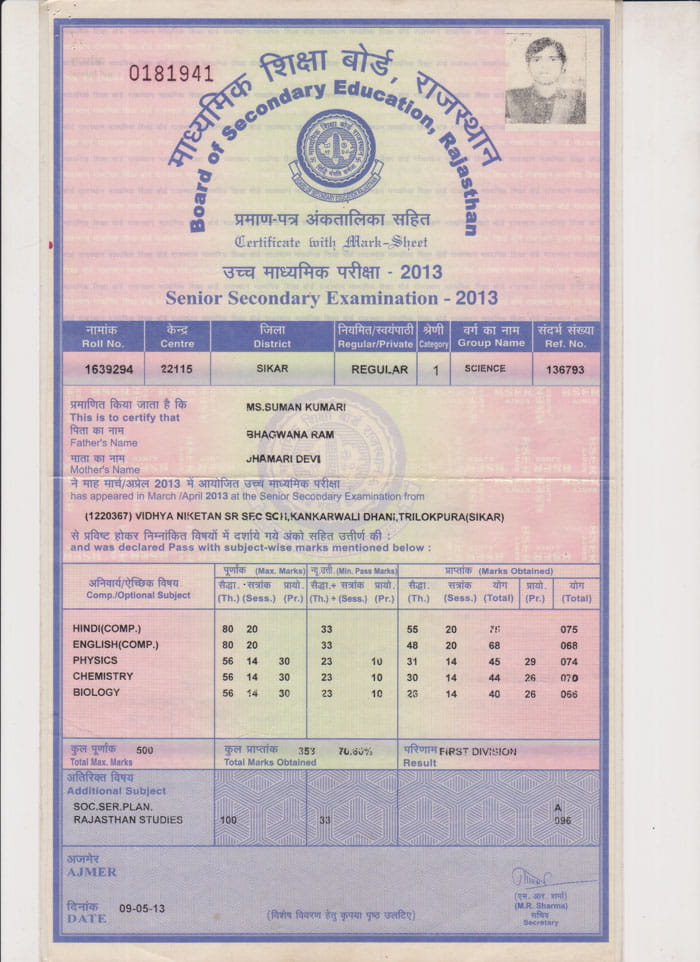 0181941
माध्यमिक शिक्षा बोर्ड, राजस्थान
Board of Secondary Education, Rajasthan
प्रमाण-पत्र अंकतालिका सहित
Certificate with Mark-Sheet
उच्च माध्यमिक परीक्षा - 2013
Senior Secondary Examination - 2013
नामांक केन्द्र जिला नियमित/स्वयंपाठी श्रेणी वर्ग का नाम संदर्भ संख्या
Roll No. Centre District Regular/Private Category Group Name Ref. No.
1639294 22115 SIKAR REGULAR 1 SCIENCE 136793
प्रमाणित किया जाता है कि MS.SUMAN KUMARI
This is to certify that
पिता का नाम BHAGWANA RAM
Father's Name
माता का नाम JHAMARI DEVI
Mother's Name
ने माह मार्च/अप्रेल 2013 में आयोजित उच्च माध्यमिक परीक्षा
has appeared in March /April 2013 at the Senior Secondary Examination from
(1220367) VIDHYA NIKETAN SR SEC SCH,KANKARWALI DHANI,TRILOKPURA(SIKAR)
से प्रविष्ट होकर निम्नांकित विषयों में दर्शाये गये अंको सहित उत्तीर्ण की :
and was declared Pass with subject-wise marks mentioned below :
पूर्णांक (Max. Marks) न्यू.उत्ती. (Min. Pass Marks) प्राप्तांक (Marks Obtained)
अनिवार्य/ऐच्छिक विषय सैद्धा. सत्रांक प्रायो. सैद्धा.+ सत्रांक प्रायो. सैद्धा. सत्रांक योग प्रायो. योग
Comp./Optional Subject (Th.) (Sess.) (Pr.) (Th.) + (Sess.) (Pr.) (Th.) (Sess.) (Total) (Pr.) (Total)
HINDI(COMP.) 80 20 33 55 20 075
ENGLISH(COMP.) 80 20 33 48 20 68 068
PHYSICS 56 14 30 23 10 31 14 45 29 074
CHEMISTRY 56 14 30 23 10 30 14 44 26 070
BIOLOGY 56 14 30 23 10 26 14 40 26 066
कुल पूर्णांक 500 कुल प्राप्तांक 353 70.60% परिणाम FIRST DIVISION
Total Max. Marks Total Marks Obtained Result
अतिरिक्त विषय
Additional Subject
SOC.SER.PLAN. A
RAJASTHAN STUDIES 100 33 096
अजमेर
AJMER
(एम. आर. शर्मा)
दिनांक 09-05-13 (M.R. Sharma)
DATE (विशेष विवरण हेतु कृपया पृष्ठ उलटिए) सचिव
Secretary